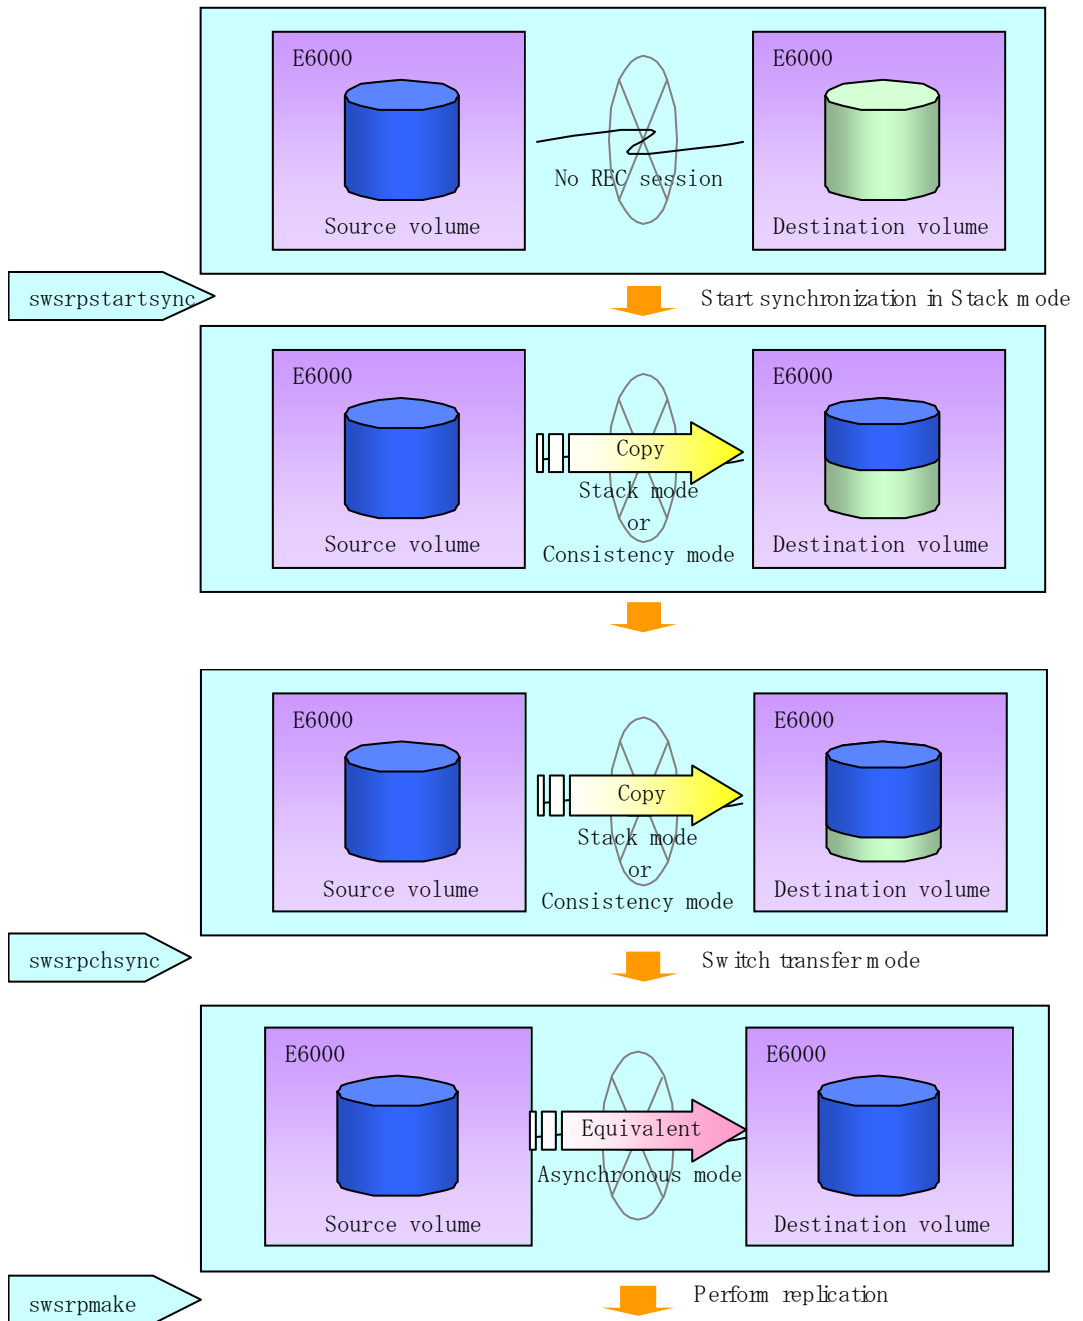 E6000
E6000
No REC session
Source volume
Destination volume
swsrpstartsync
Start synchronization in Stack mode
E6000
E6000
Copy
Stack mode
or
Consistency mode
Source volume
Destination volume
E6000
E6000
Copy
Stack mode
or
Consistency mode
Source volume
Destination volume
swsrpchsync
Switch transfer mode
E6000
E6000
Equivalent
Asynchronous mode
Source volume
Destination volume
swsrpmake
Perform replication